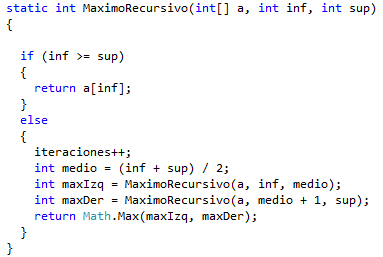 static int MaximoRecursivo(int[] a, int inf, int sup)
{
if (inf >= sup)
{
return a[inf];
}
else
{
iteraciones++;
int medio = (inf + sup) / 2;
int maxIzq = MaximoRecursivo(a, inf, medio);
int maxDer = MaximoRecursivo(a, medio + 1, sup);
return Math.Max(maxIzq, maxDer);
}
}